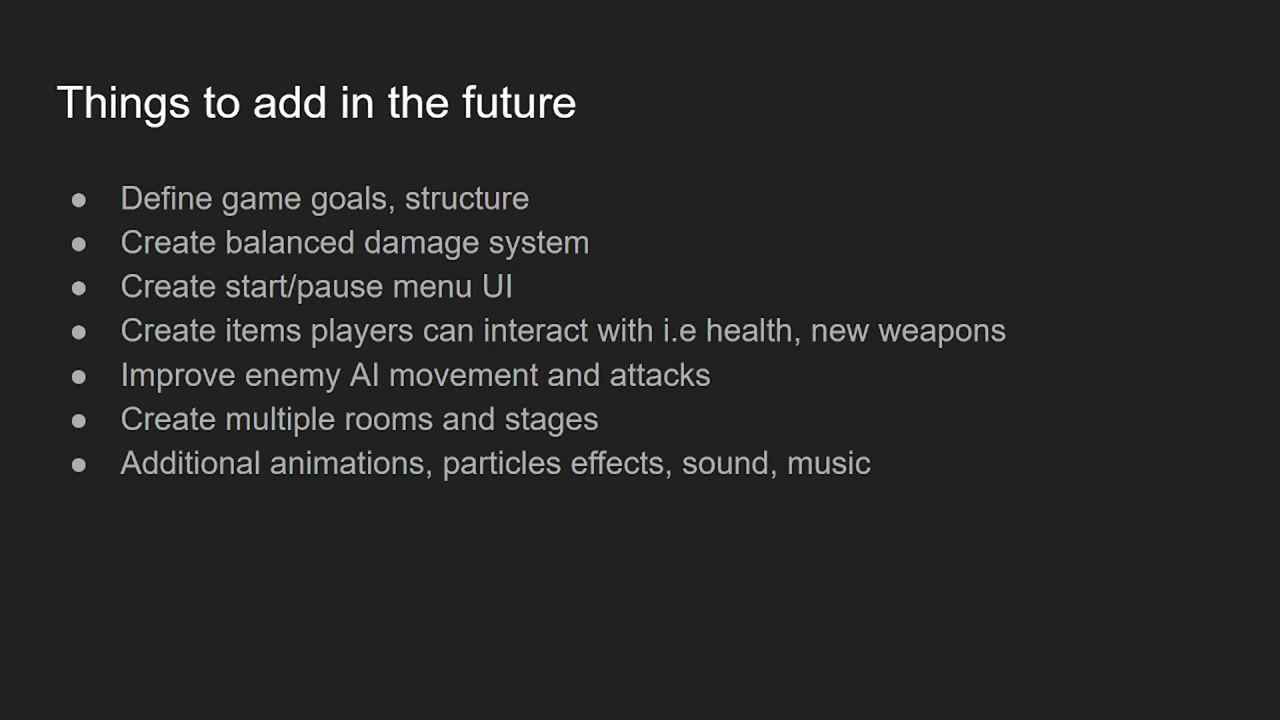 Things to add in the future
● Define game goals, structure
● Create balanced damage system
● Create start/pause menu UI
● Create items players can interact with i.e health, new weapons
● Improve enemy AI movement and attacks
● Create multiple rooms and stages
● Additional animations, particles effects, sound, music